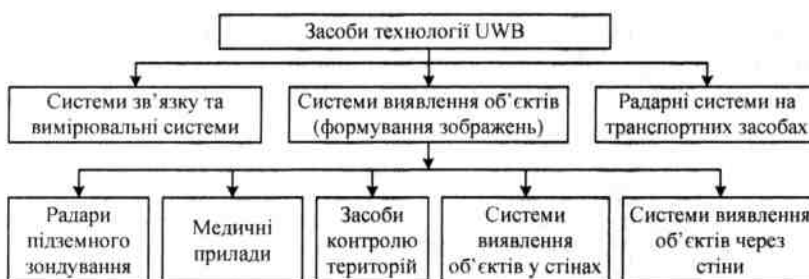 Засоби технології UWB
Системи зв'язку та
вимірювальні системи
Системи виявлення об'єктів
(формування зображень)
Радарні системи на
транспортних засобах
Радари
підземного
зондування
Медичні
прилади
Засоби
контролю
територій
Системи
виявлення
об'єктів у стінах
Системи виявлення
об'єктів через
стіни